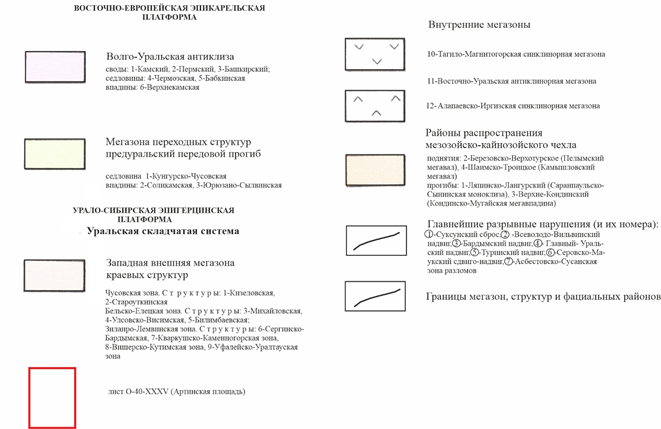 ВОСТОЧНО-ЕВРОПЕЙСКАЯ ЭПИКАРЕЛЬСКАЯ
ПЛАТФОРМА
Волго-Уральская антиклиза
своды: 1-Камский, 2-Пермский, 3-Башкирский;
седловины: 4-Чермозская, 5-Бабкинская
впадины: 6-Верхнекамская
Мегазона переходных структур
предуральский передовой прогиб
седловина 1-Кунгурско-Чусовская
впадины: 2-Соликамская, 3-Юрюзано-Сылвинская
УРАЛО-СИБИРСКАЯ ЭПИГЕРЦИНСКАЯ
ПЛАТФОРМА
Уральская складчатая система
Западная внешняя мегазона
краевых структур
Чусовская зона. С т р у к т у р ы: 1-Кизеловская,
2-Староуткинская
Бельско-Елецкая зона. С т р у к т у р ы: 3-Михайловская,
4-Улсовско-Висимская, 5-Билимбаевская;
Зилаиро-Лемвинская зона. С т р у к т у р ы: 6-Сергинско-
Бардымская, 7-Кваркушско-Каменногорская зона,
8-Вишерско-Кутимская зона, 9-Уфалейско-Уралтауская
зона
лист О-40-XXXV (Артинская площадь)
Внутренние мегазоны
10-Тагило-Магнитогорская синклинорная мегазона
11-Восточно-Уральская антиклинорная мегазона
12-Алапаевско-Иргизская синклинорная мегазона
Районы распространения
мезозойско-кайнозойского чехла
поднятия: 2-Березовско-Верхотурское (Пелымский
мегавал), 4-Шаимско-Троицкое (Камышловский
мегавал)
прогибы: 1-Ляпинско-Лангурский (Саранпаульско-
Сынинская моноклиза), 3-Верхне-Кондинский
(Кондинско-Мугайская мегавпадина)
Главнейшие разрывные нарушения (и их номера):
①-Суксунский сброс,② -Всеволодо-Вильвинский
надвиг,③-Бардымский надвиг,④- Главный- Ураль-
ский надвиг,⑤-Туринский надвиг,⑥-Серовско-Ма-
укский сдвиго-надвиг,⑦-Асбестовско-Сусанская
зона разломов
Границы мегазон, структур и фациальных районов